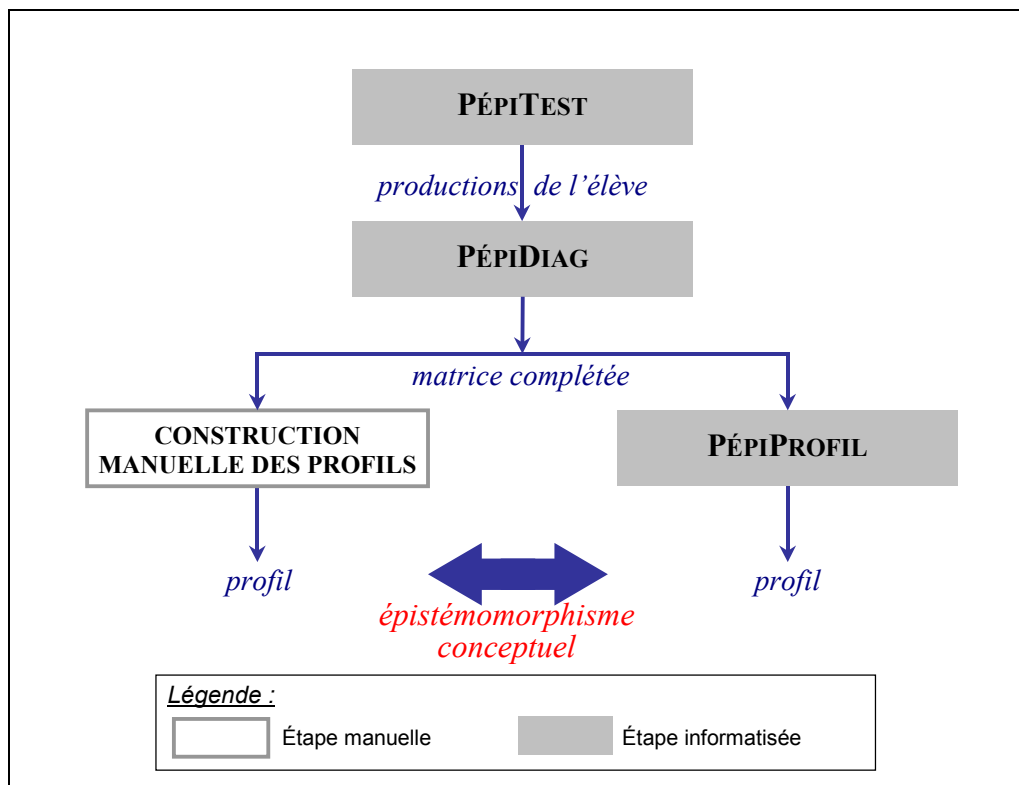 PÉPITEST
productions de l'élève
PÉPIDIAG
matrice complétée
CONSTRUCTION
MANUELLE DES PROFILS
PÉPIPROFIL
profil
profil
épistémomorphisme
conceptuel
Légende :
Étape manuelle
Étape informatisée